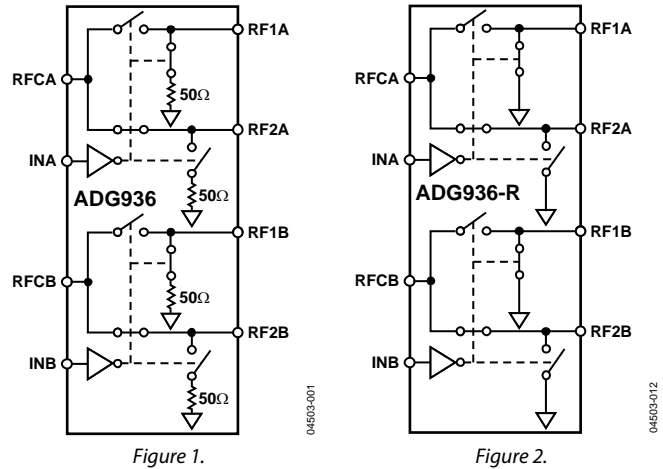 RF1A
RFCA
50Ω
RF2A
INA
50Ω
ADG936
RF1B
RFCB
50Ω
RF2B
INB
50Ω
04503-001
Figure 1.
RF1A
RFCA
RF2A
INA
ADG936-R
RF1B
RFCB
RF2B
INB
04503-012
Figure 2.